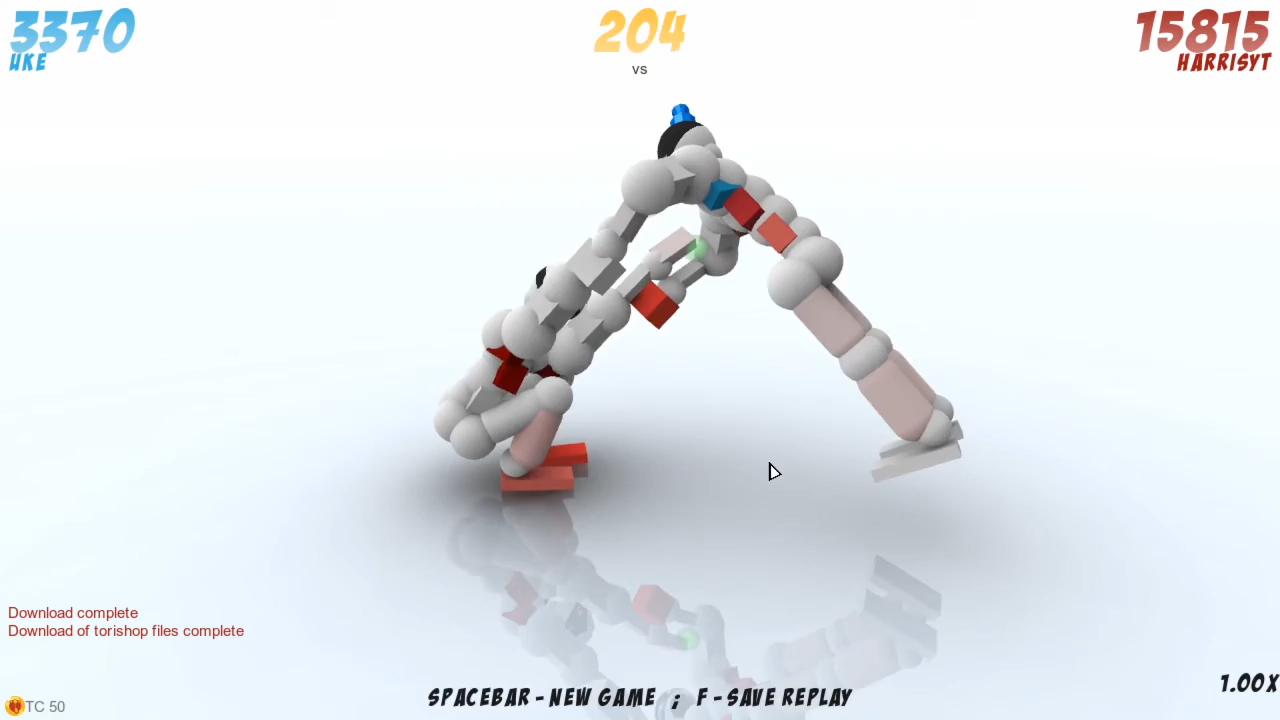 3370
UKE
204
vs
15815
HARRISYT
Download complete
Download of torishop files complete
TC 50
SPACEBAR - NEW GAME ; F - SAVE REPLAY
1.00X